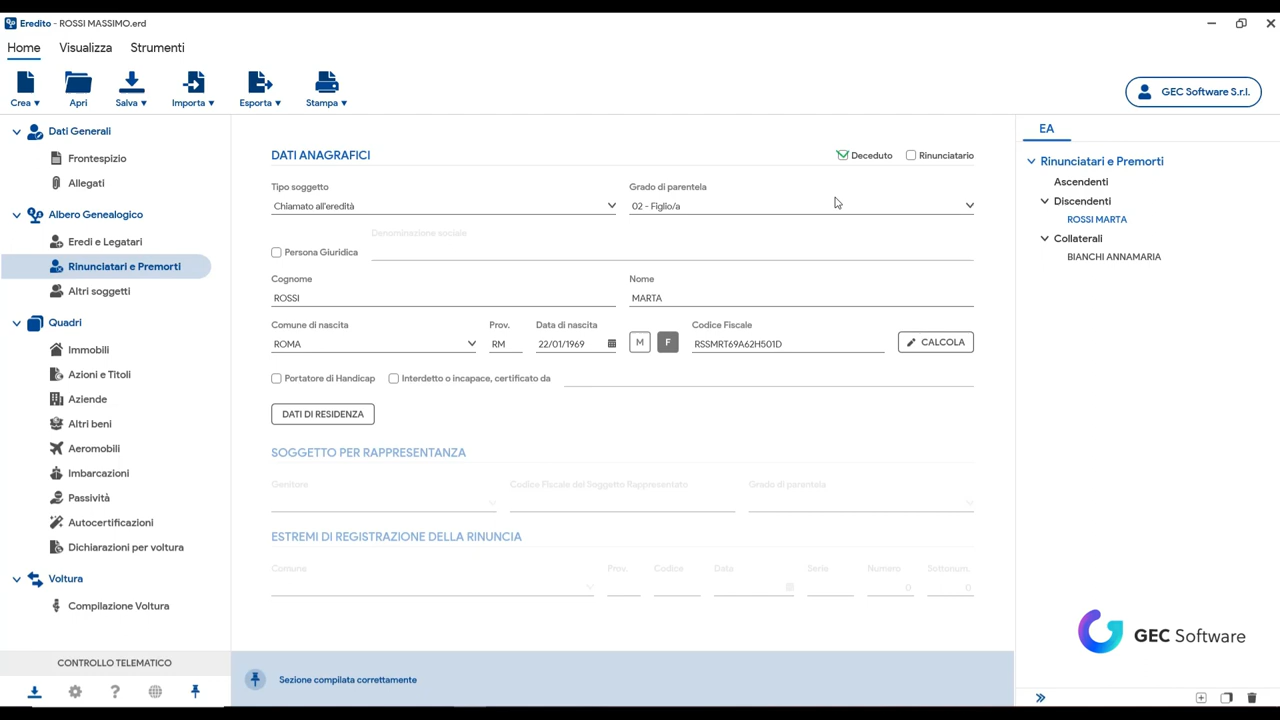 Eredito - ROSSI MASSIMO.erd
Home Visualizza Strumenti
Crea Apri Salva Importa Esporta Stampa
GEC Software S.r.l.
Dati Generali
Frontespizio
Allegati
Albero Genealogico
Eredi e Legatari
Rinunciatari e Premorti
Altri soggetti
Quadri
Immobili
Azioni e Titoli
Aziende
Altri beni
Aeromobili
Imbarcazioni
Passività
Autocertificazioni
Dichiarazioni per voltura
Voltura
Compilazione Voltura
CONTROLLO TELEMATICO
DATI ANAGRAFICI Deceduto Rinunciatario
Tipo soggetto Grado di parentela
Chiamato all'eredità 02 - Figlio/a
Denominazione sociale
Persona Giuridica
Cognome Nome
ROSSI MARTA
Comune di nascita Prov. Data di nascita Codice Fiscale
ROMA RM 22/01/1969 M F RSSMRT69A62H501D CALCOLA
Portatore di Handicap Interdetto o incapace, certificato da
DATI DI RESIDENZA
SOGGETTO PER RAPPRESENTANZA
Genitore Codice Fiscale del Soggetto Rappresentato Grado di parentela
ESTREMI DI REGISTRAZIONE DELLA RINUNCIA
Comune Prov. Codice Data Serie Numero Sottonum.
0 0
Sezione compilata correttamente
EA
Rinunciatari e Premorti
Ascendenti
Discendenti
ROSSI MARTA
Collaterali
BIANCHI ANNAMARIA
GEC Software